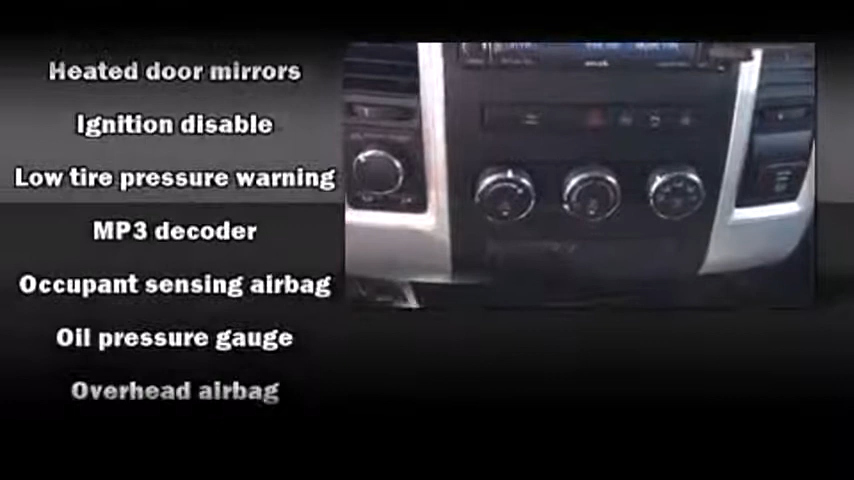 Heated door mirrors
Ignition disable
Low tire pressure warning
MP3 decoder
Occupant sensing airbag
Oil pressure gauge
Overhead airbag